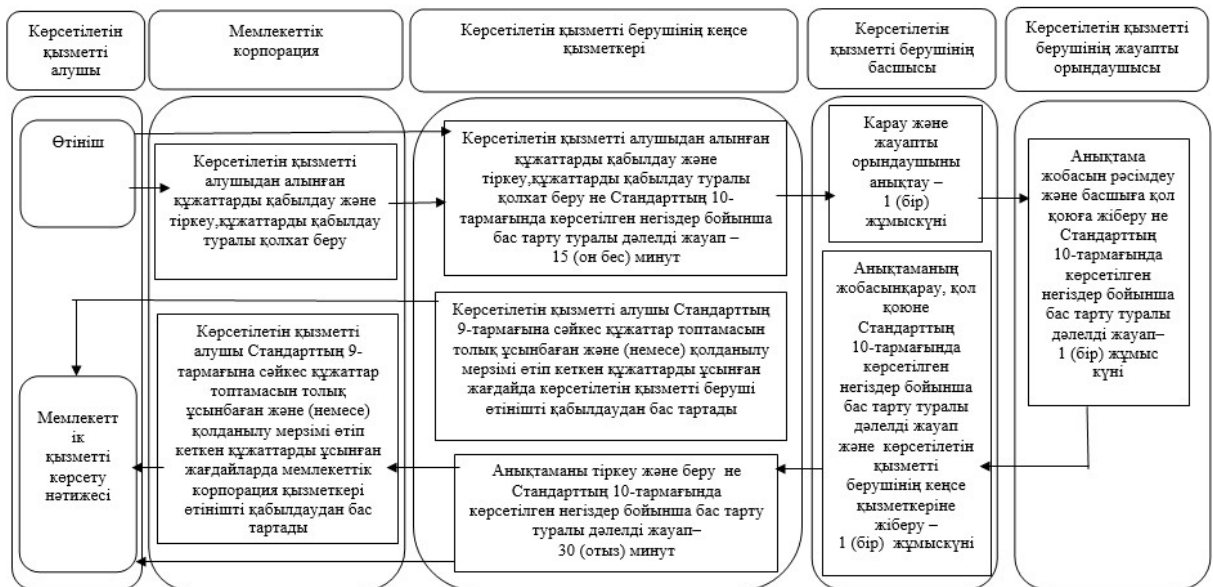 Көрсетілетін
қызметті
алушы
Мемлекеттік
корпорация
Көрсетілетін қызметті берушінің кеңсе
қызметкері
Көрсетілетін
қызметті берушінің
басшысы
Көрсетілетін қызметті
берушінің жауапты
орындаушысы
Өтініш
Көрсетілетін қызметті
алушыдан алынған
құжаттарды қабылдау және
тіркеу,құжаттарды қабылдау
туралы қолхат беру
Көрсетілетін қызметті алушыдан алынған
құжаттарды қабылдау және
тіркеу,құжаттарды қабылдау туралы
қолхат беру не Стандарттың 10-
тармағында көрсетілген негіздер бойынша
бас тарту туралы дәлелді жауап –
15 (он бес) минут
Карау және
жауапты
орындаушыны
анықтау –
1 (бір)
жұмыскүні
Анықтама
жобасын рәсімдеу
және басшыға қол
қоюға жіберу не
Стандарттың
10-тармағында
көрсетілген
негіздер бойынша
бас тарту туралы
дәлелді жауап–
1 (бір) жұмыс
күні
Көрсетілетін қызметті алушы Стандарттың
9-тармағына сәйкес құжаттар топтамасын
толық ұсынбаған және (немесе) қолданылу
мерзімі өтіп кеткен құжаттарды ұсынған
жағдайда көрсетілетін қызметті беруші
өтінішті қабылдаудан бас тартады
Көрсетілетін қызметті
алушы Стандарттың 9-
тармағына сәйкес құжаттар
топтамасын толық
ұсынбаған және (немесе)
қолданылу мерзімі өтіп
кеткен құжаттарды ұсынған
жағдайларда мемлекеттік
корпорация қызметкері
өтінішті қабылдаудан бас
тартады
Анықтаманың
жобасынқарау, қол
қоюне
Стандарттың
10-тармағында
көрсетілген
негіздер бойынша
бас тарту туралы
дәлелді жауап
және көрсетілетін
қызметті
берушінің кеңсе
қызметкеріне
жіберу –
1 (бір) жұмыскүні
Мемлекетт
ік
қызметті
көрсету
нәтижесі
Анықтаманы тіркеу және беру не
Стандарттың 10-тармағында
көрсетілген негіздер бойынша бас тарту
туралы дәлелді жауап–
30 (отыз) минут